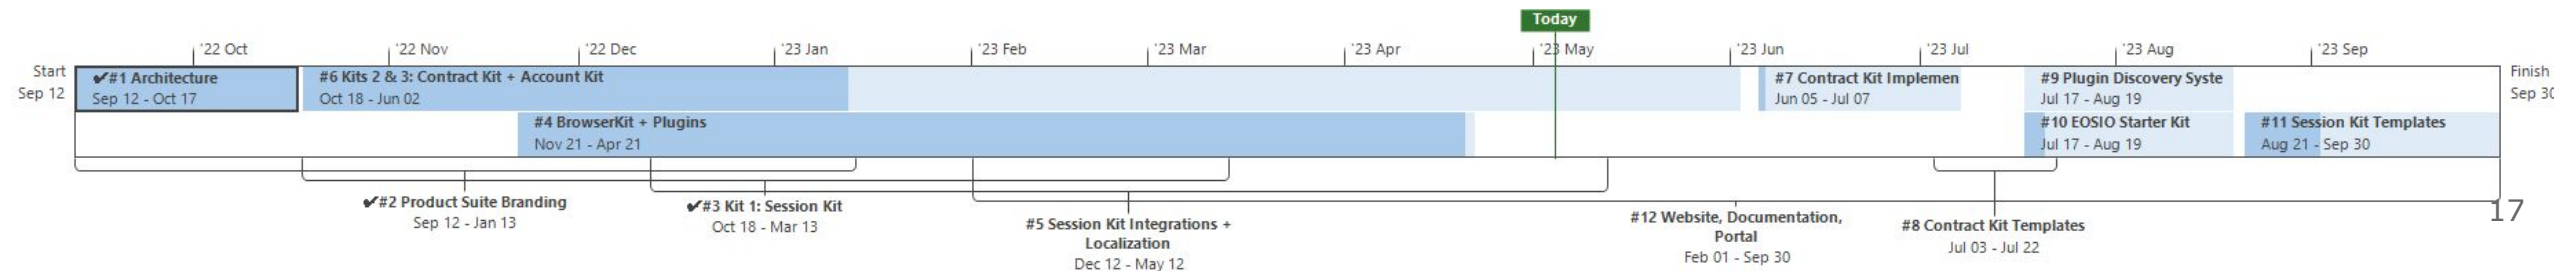 Today
'22 Oct
'22 Nov
'22 Dec
'23 Jan
'23 Feb
'23 Mar
'23 Apr
'23 May
'23 Jun
'23 Jul
'23 Aug
'23 Sep
Start
Sep 12
✔#1 Architecture
Sep 12 - Oct 17
#6 Kits 2 & 3: Contract Kit + Account Kit
Oct 18 - Jun 02
#7 Contract Kit Implemen
Jun 05 - Jul 07
#9 Plugin Discovery Syste
Jul 17 - Aug 19
Finish
Sep 30
#4 BrowserKit + Plugins
Nov 21 - Apr 21
#10 EOSIO Starter Kit
Jul 17 - Aug 19
#11 Session Kit Templates
Aug 21 - Sep 30
✔#2 Product Suite Branding
Sep 12 - Jan 13
✔#3 Kit 1: Session Kit
Oct 18 - Mar 13
#5 Session Kit Integrations +
Localization
Dec 12 - May 12
#12 Website, Documentation,
Portal
Feb 01 - Sep 30
#8 Contract Kit Templates
Jul 03 - Jul 22
17